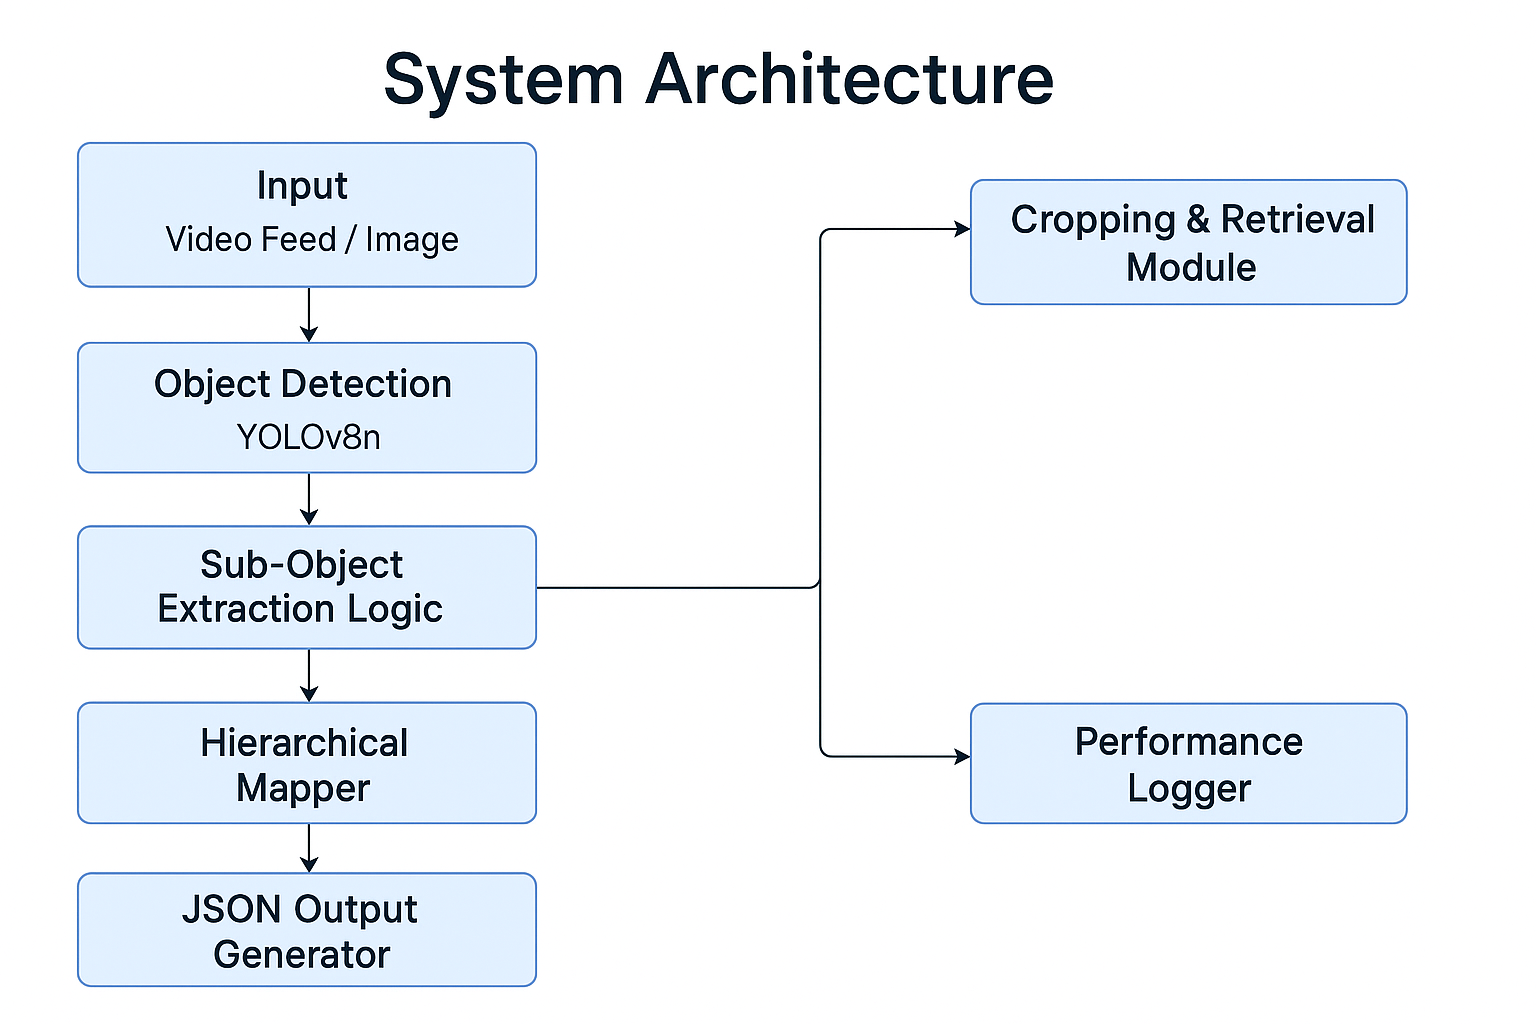 System Architecture
Input
Video Feed / Image
Object Detection
YOLOv8n
Sub-Object
Extraction Logic
Hierarchical
Mapper
JSON Output
Generator
Cropping & Retrieval
Module
Performance
Logger